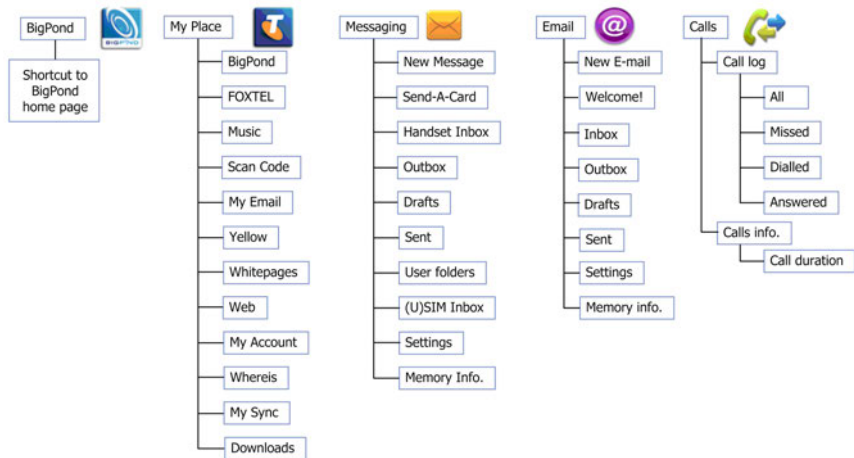 BigPond
BIGPOND
Shortcut to
BigPond
home page
My Place
BigPond
FOXTEL
Music
Scan Code
My Email
Yellow
Whitepages
Web
My Account
Whereis
My Sync
Downloads
Messaging
New Message
Send-A-Card
Handset Inbox
Outbox
Drafts
Sent
User folders
(U)SIM Inbox
Settings
Memory Info.
Email
@
New E-mail
Welcome!
Inbox
Outbox
Drafts
Sent
Settings
Memory info.
Calls
Call log
All
Missed
Dialled
Answered
Calls info.
Call duration